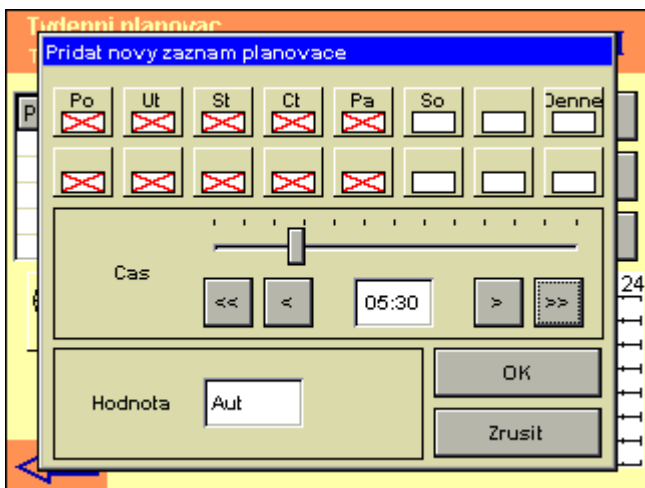 Tydenni planovac
Pridat novy zaznam planovace
Po Ut St Ct Pa So Denne
Cas
<< < 05:30 > >>
24
Hodnota Aut
OK
Zrusit